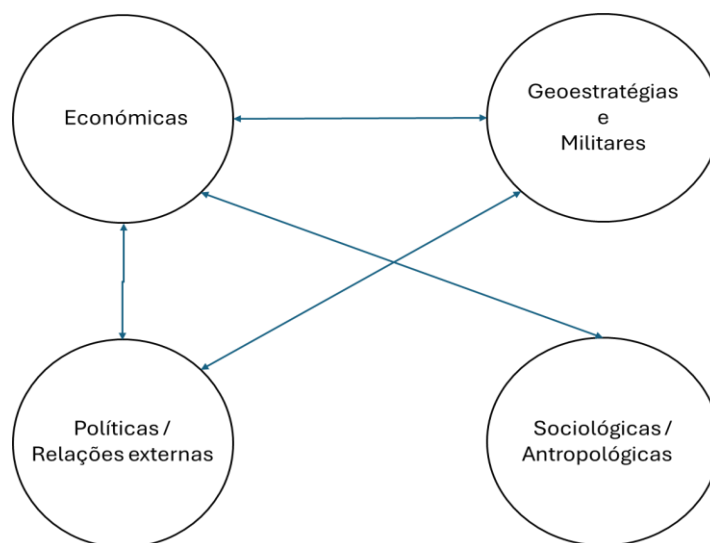 Económicas
Geoestratégias
e
Militares
Políticas /
Relações externas
Sociológicas /
Antropológicas